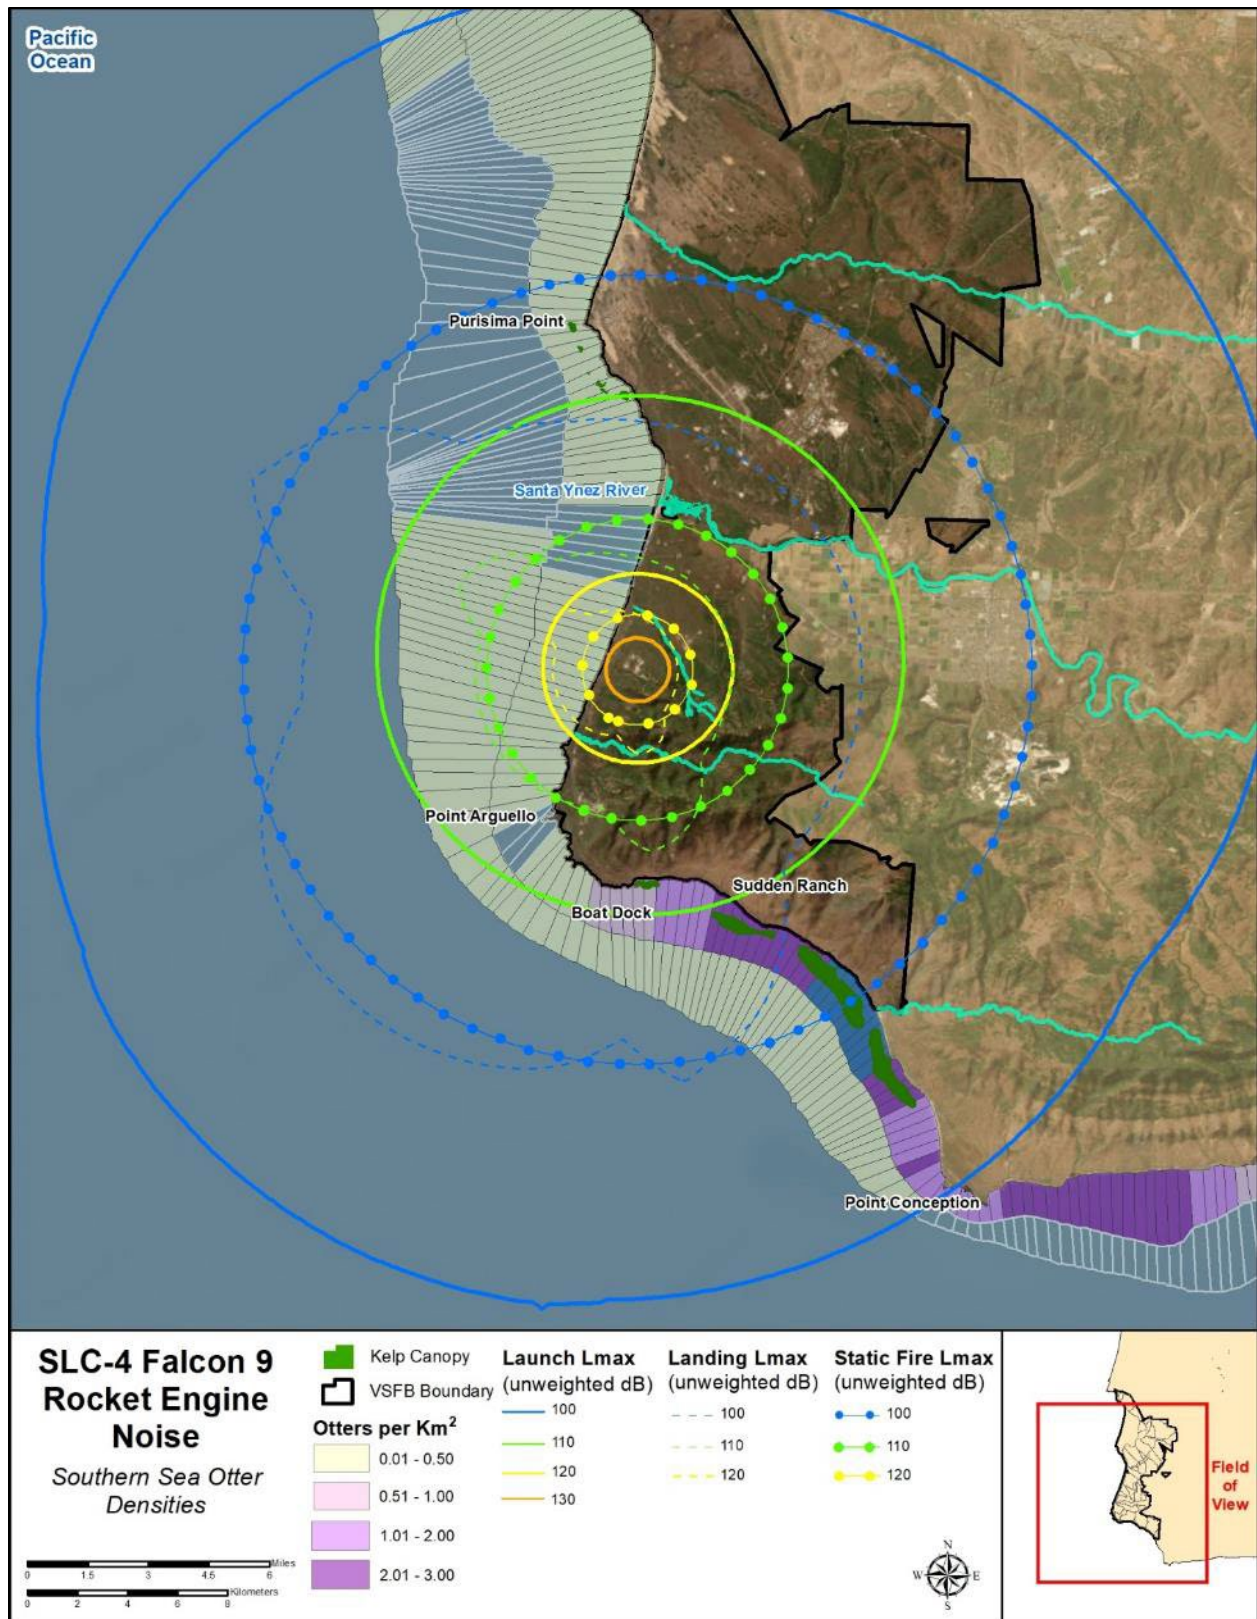 Pacific
Ocean
Purisima Point
Santa Ynez River
Point Arguello
Sudden Ranch
Boat Dock
Point Conception
SLC-4 Falcon 9
Rocket Engine
Noise
Southern Sea Otter
Densities
0 1.5 3 4.5 6 Miles
0 2 4 6 8 Kilometers
Kelp Canopy
VSFB Boundary
Otters per Km²
0.01 - 0.50
0.51 - 1.00
1.01 - 2.00
2.01 - 3.00
Launch Lmax
(unweighted dB)
100
110
120
130
Landing Lmax
(unweighted dB)
100
110
120
Static Fire Lmax
(unweighted dB)
100
110
120
N
W E
S
Field
of
View